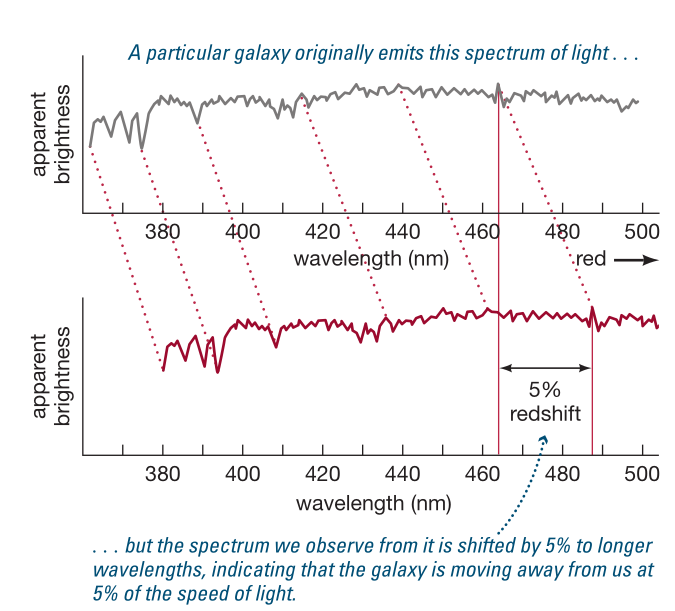 A particular galaxy originally emits this spectrum of light . . .
apparent
brightness
380 400 420 440 460 480 500
wavelength (nm)
red
apparent
brightness
5%
redshift
380 400 420 440 460 480 500
wavelength (nm)
. . . but the spectrum we observe from it is shifted by 5% to longer
wavelengths, indicating that the galaxy is moving away from us at
5% of the speed of light.